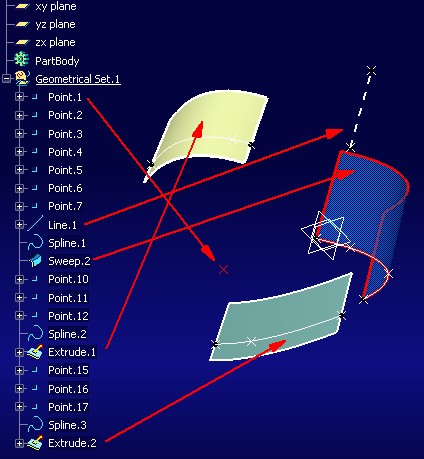 xy plane
yz plane
zx plane
PartBody
Geometrical Set.1
Point.1
Point.2
Point.3
Point.4
Point.5
Point.6
Point.7
Line.1
Spline.1
Sweep.2
Point.10
Point.11
Point.12
Spline.2
Extrude.1
Point.15
Point.16
Point.17
Spline.3
Extrude.2